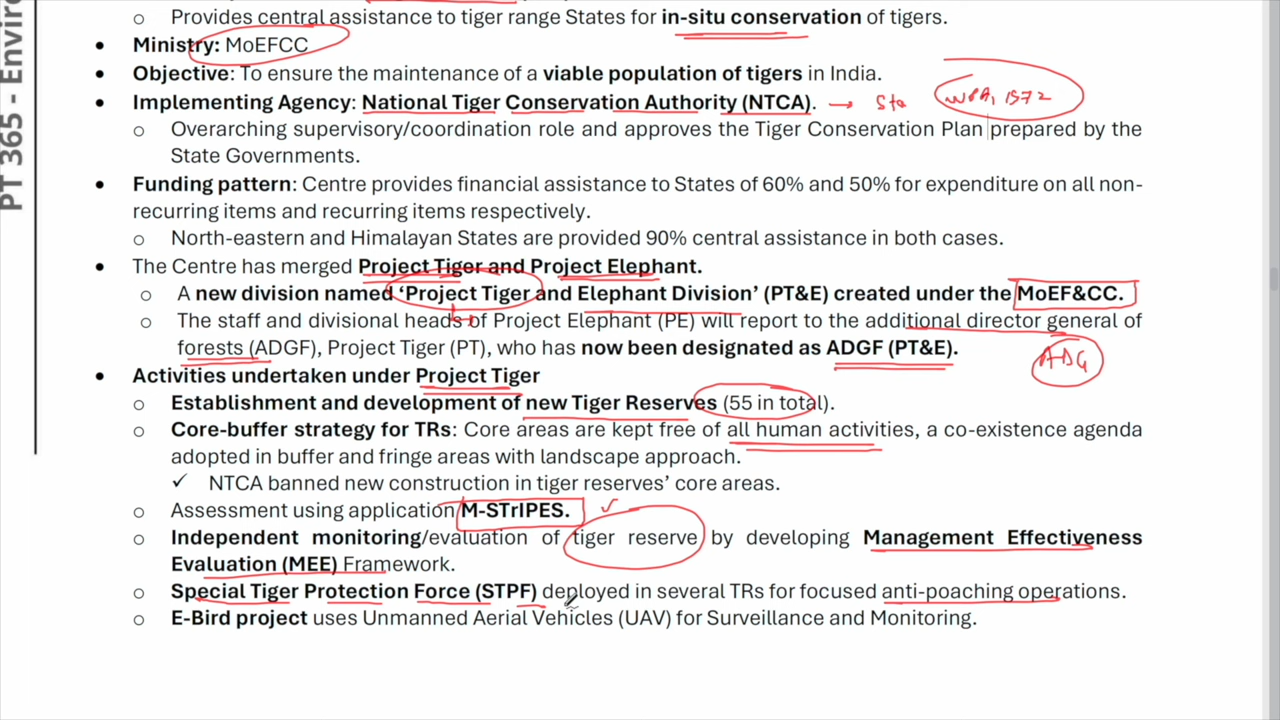 PT 365 - Enviro
o Provides central assistance to tiger range States for in-situ conservation of tigers.
• Ministry: MoEFCC
• Objective: To ensure the maintenance of a viable population of tigers in India.
• Implementing Agency: National Tiger Conservation Authority (NTCA). → Sta WPA, 1972
o Overarching supervisory/coordination role and approves the Tiger Conservation Plan prepared by the
State Governments.
• Funding pattern: Centre provides financial assistance to States of 60% and 50% for expenditure on all non-
recurring items and recurring items respectively.
o North-eastern and Himalayan States are provided 90% central assistance in both cases.
• The Centre has merged Project Tiger and Project Elephant.
o A new division named ‘Project Tiger and Elephant Division’ (PT&E) created under the MoEF&CC.
o The staff and divisional heads of Project Elephant (PE) will report to the additional director general of
forests (ADGF), Project Tiger (PT), who has now been designated as ADGF (PT&E).
ADG
• Activities undertaken under Project Tiger
o Establishment and development of new Tiger Reserves (55 in total).
o Core-buffer strategy for TRs: Core areas are kept free of all human activities, a co-existence agenda
adopted in buffer and fringe areas with landscape approach.
✓ NTCA banned new construction in tiger reserves’ core areas.
o Assessment using application M-STrIPES. ✓
o Independent monitoring/evaluation of tiger reserve by developing Management Effectiveness
Evaluation (MEE) Framework.
o Special Tiger Protection Force (STPF) deployed in several TRs for focused anti-poaching operations.
o E-Bird project uses Unmanned Aerial Vehicles (UAV) for Surveillance and Monitoring.